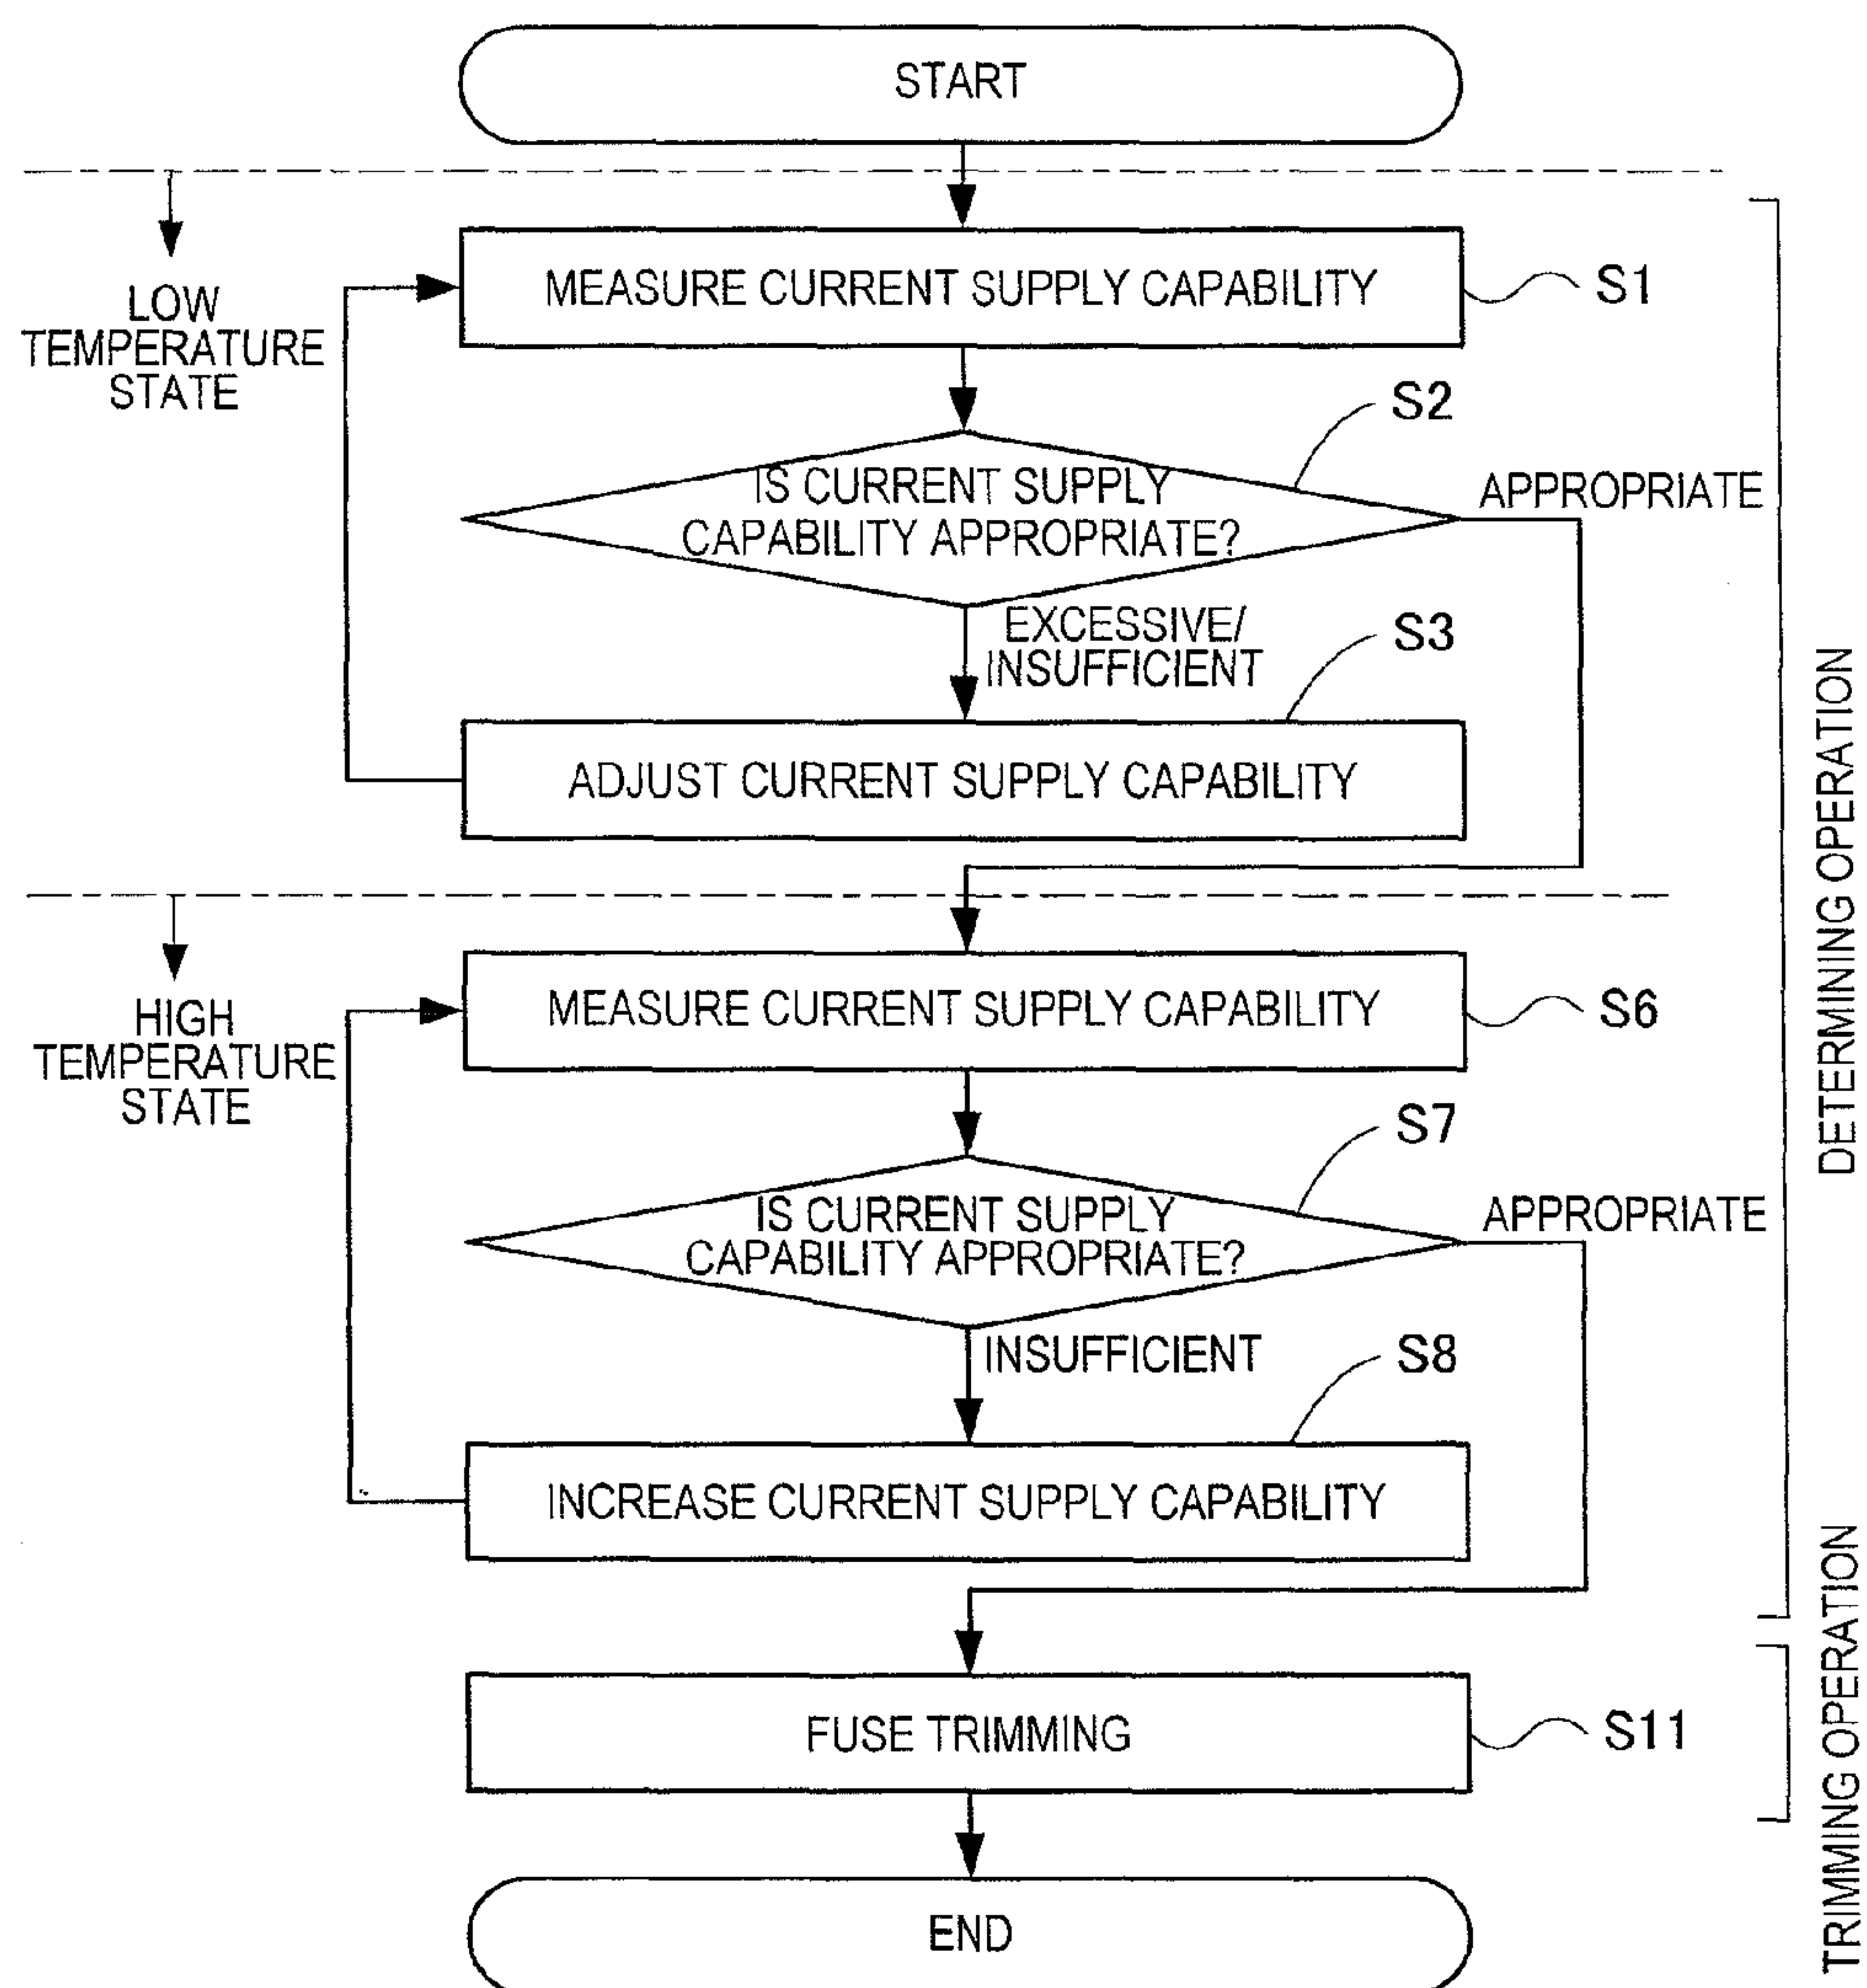 START
LOW
TEMPERATURE
STATE
MEASURE CURRENT SUPPLY CAPABILITY
S1
S2
IS CURRENT SUPPLY
CAPABILITY APPROPRIATE?
APPROPRIATE
EXCESSIVE/
INSUFFICIENT
S3
ADJUST CURRENT SUPPLY CAPABILITY
HIGH
TEMPERATURE
STATE
MEASURE CURRENT SUPPLY CAPABILITY
S6
S7
IS CURRENT SUPPLY
CAPABILITY APPROPRIATE?
APPROPRIATE
INSUFFICIENT
S8
INCREASE CURRENT SUPPLY CAPABILITY
DETERMINING OPERATION
FUSE TRIMMING
S11
TRIMMING OPERATION
END